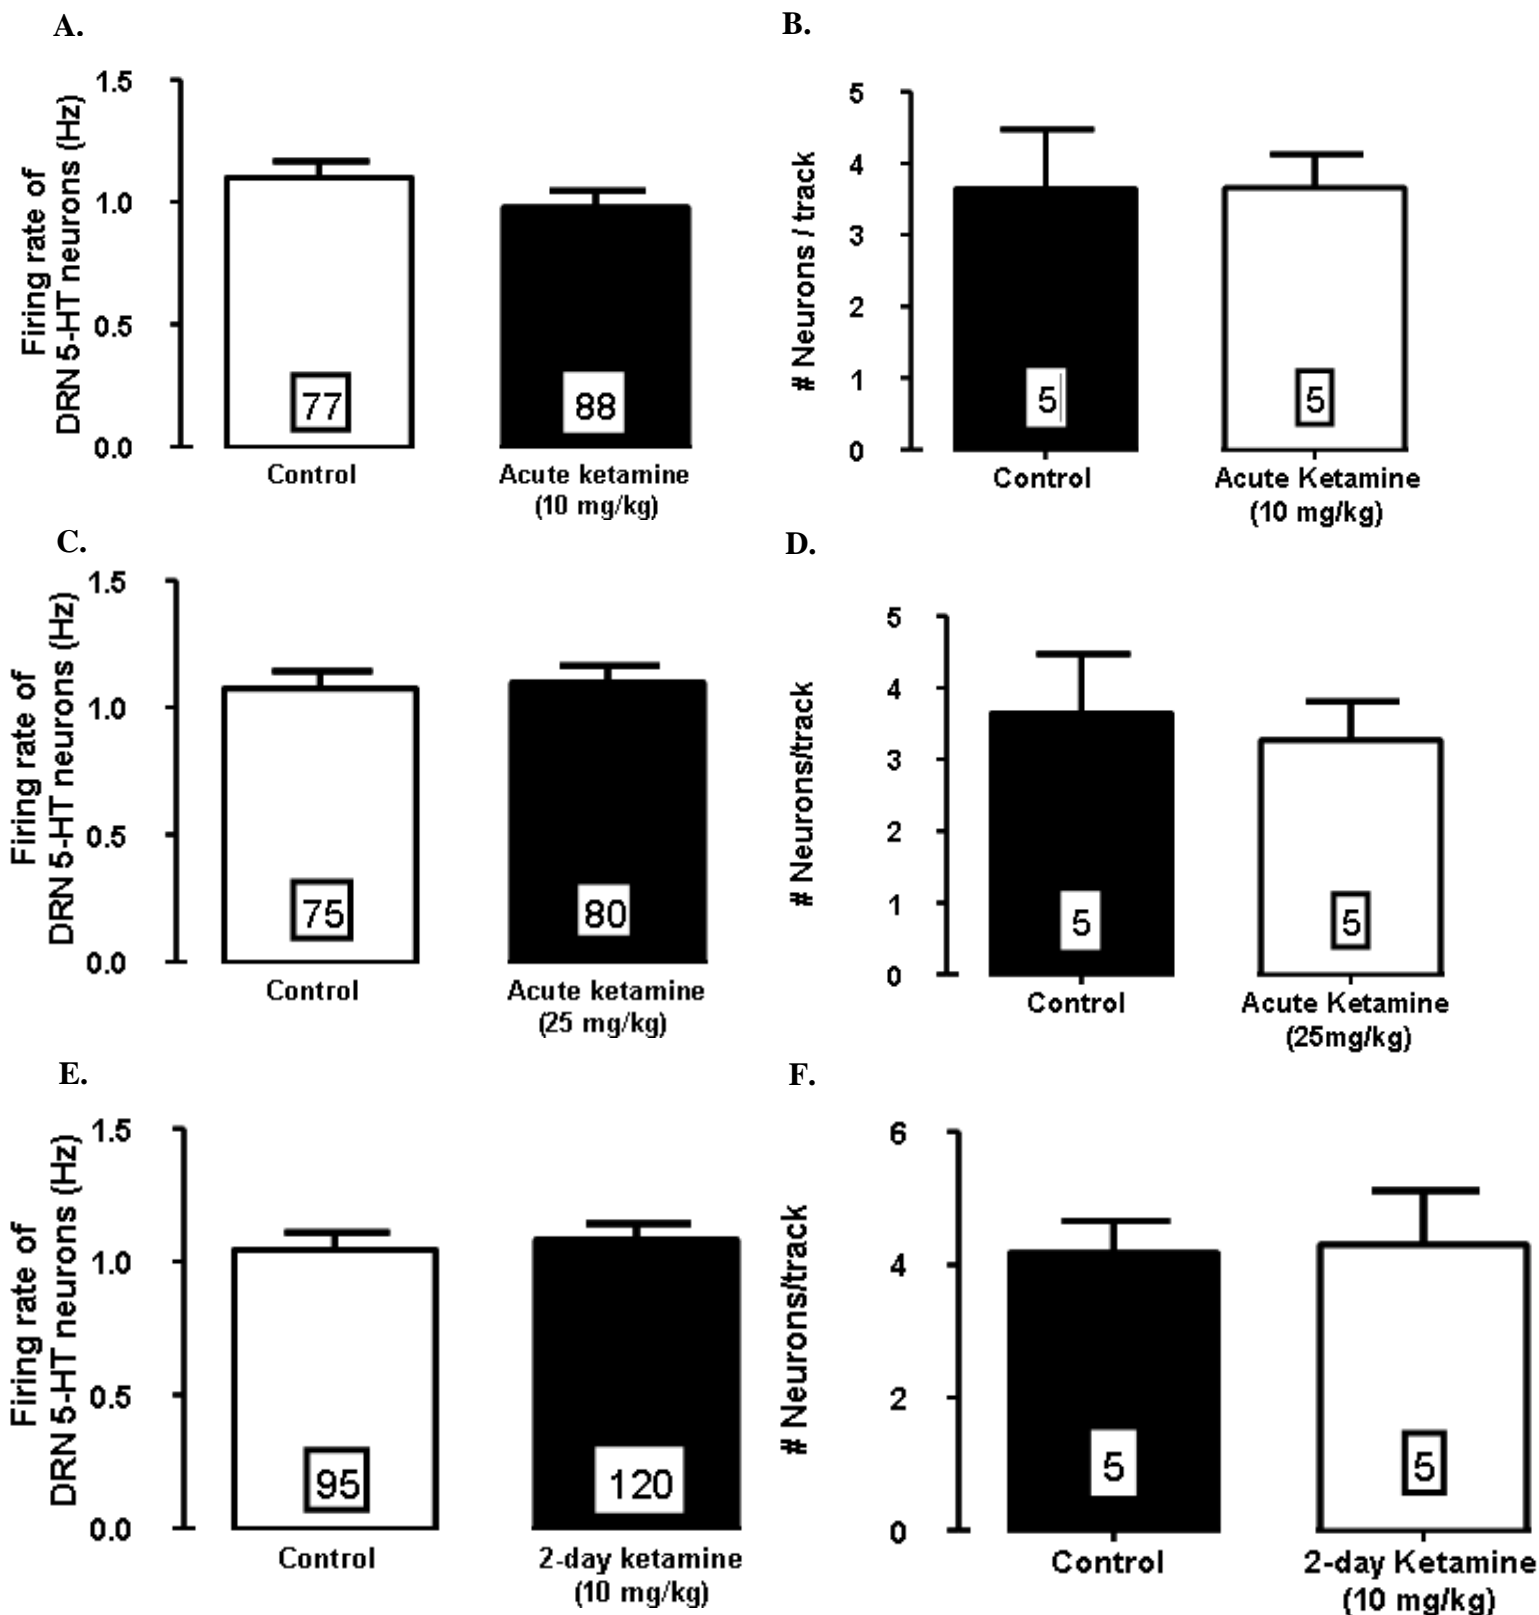 A.
Firing rate of
DRN 5-HT neurons (Hz)
1.5
1.0
0.5
0.0
77
88
Control
Acute ketamine
(10 mg/kg)
B.
# Neurons / track
5
4
3
2
1
0
5
5
Control
Acute Ketamine
(10 mg/kg)
C.
Firing rate of
DRN 5-HT neurons (Hz)
1.5
1.0
0.5
0.0
75
80
Control
Acute ketamine
(25 mg/kg)
D.
# Neurons/track
5
4
3
2
1
0
5
5
Control
Acute Ketamine
(25mg/kg)
E.
Firing rate of
DRN 5-HT neurons (Hz)
1.5
1.0
0.5
0.0
95
120
Control
2-day ketamine
(10 mg/kg)
F.
# Neurons/track
6
4
2
0
5
5
Control
2-day Ketamine
(10 mg/kg)